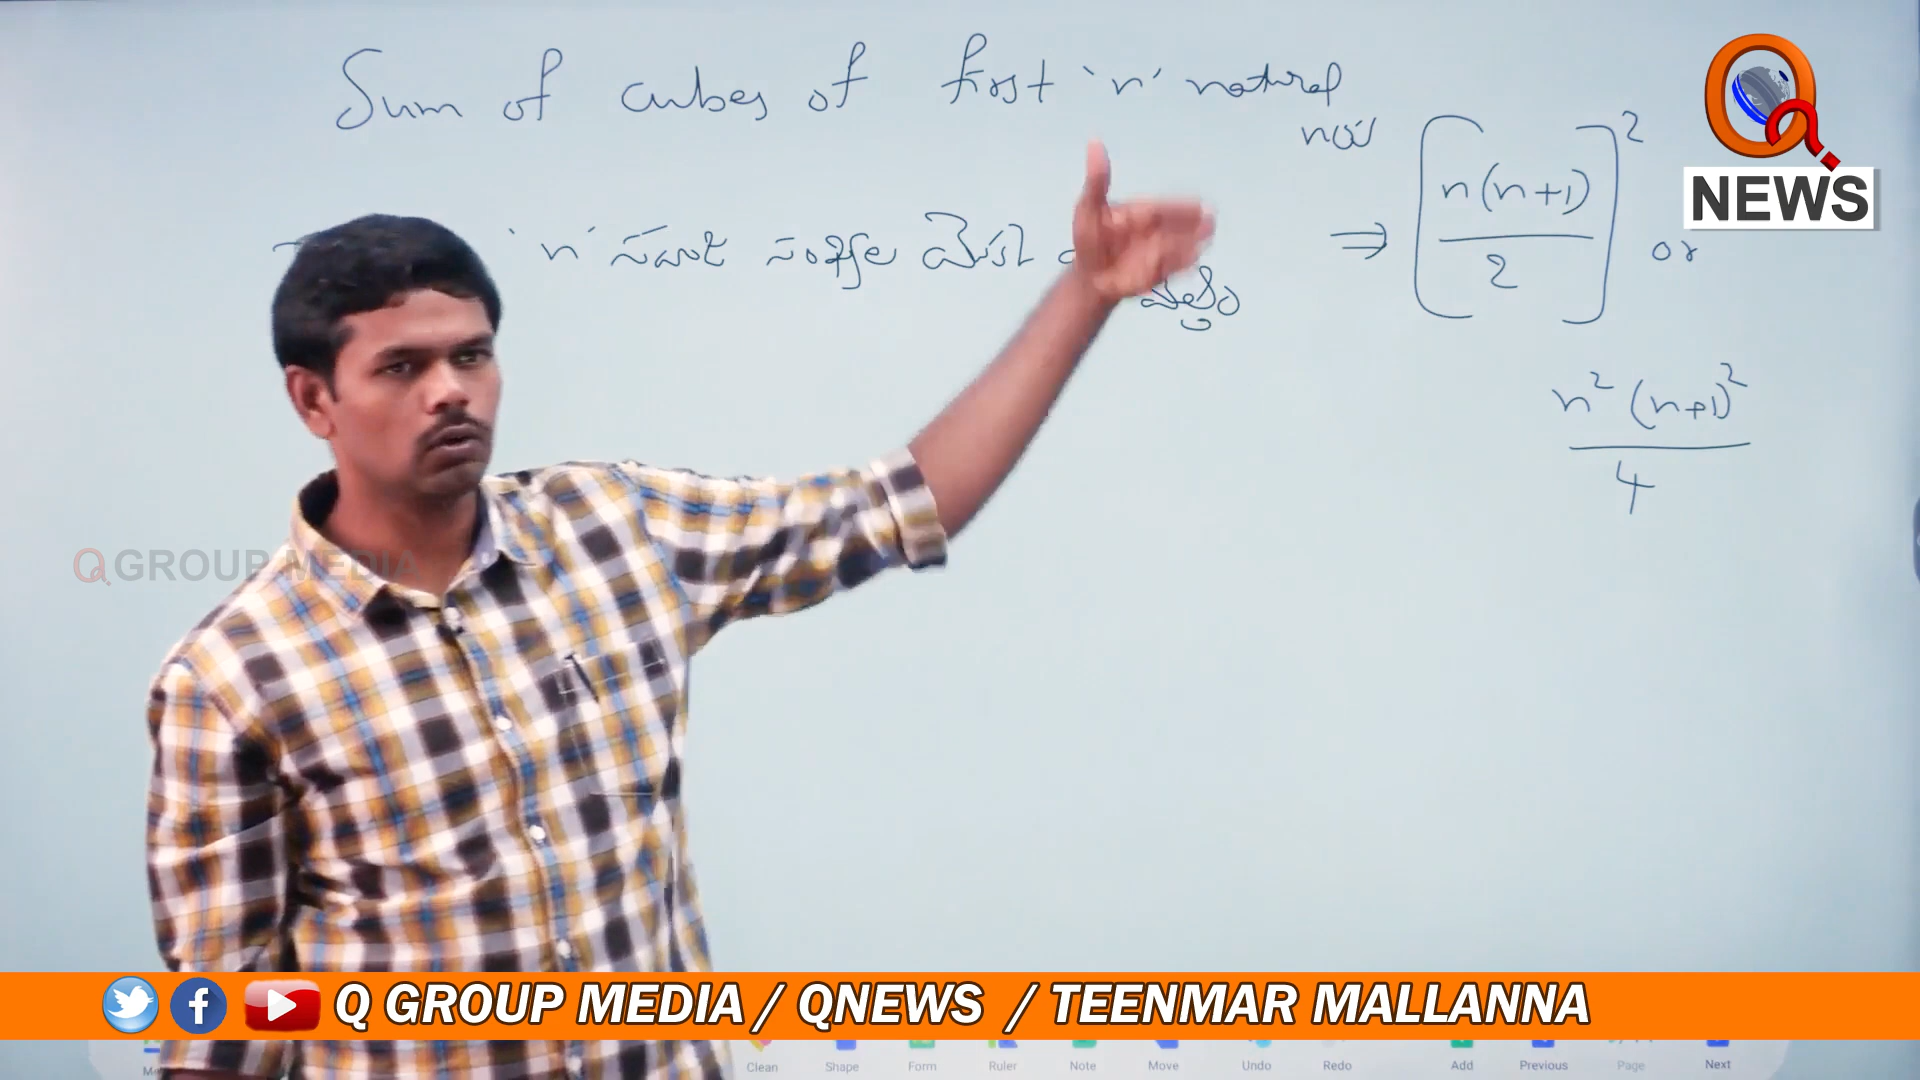 Sum of cubes of first 'n' natural
nos'
'n' సహజ సంఖ్యల మొత్తం
⇒ [n(n+1)/2]² or
n² (n+1)²
4
Q
NEWS
Q GROUP MEDIA
Q GROUP MEDIA / QNEWS / TEENMAR MALLANNA
Clean Shape Form Ruler Note Move Undo Redo Add Previous Page Next